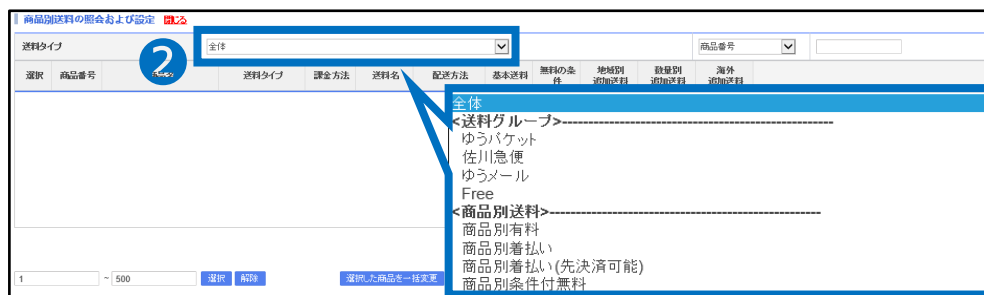 商品別送料の照会および設定 閉じる
送料タイプ 全体 商品番号
2
選択 商品番号 送料タイプ 課金方法 送料名 配送方法 基本送料 無料の条件 地域別追加送料 数量別追加送料 海外追加送料
全体
<送料グループ>----------------------------------------------------
ゆうパケット
佐川急便
ゆうメール
Free
<商品別送料>----------------------------------------------------
商品別有料
商品別着払い
商品別着払い(先決済可能)
商品別条件付無料
1 ~ 500 選択 解除 選択した商品を一括変更